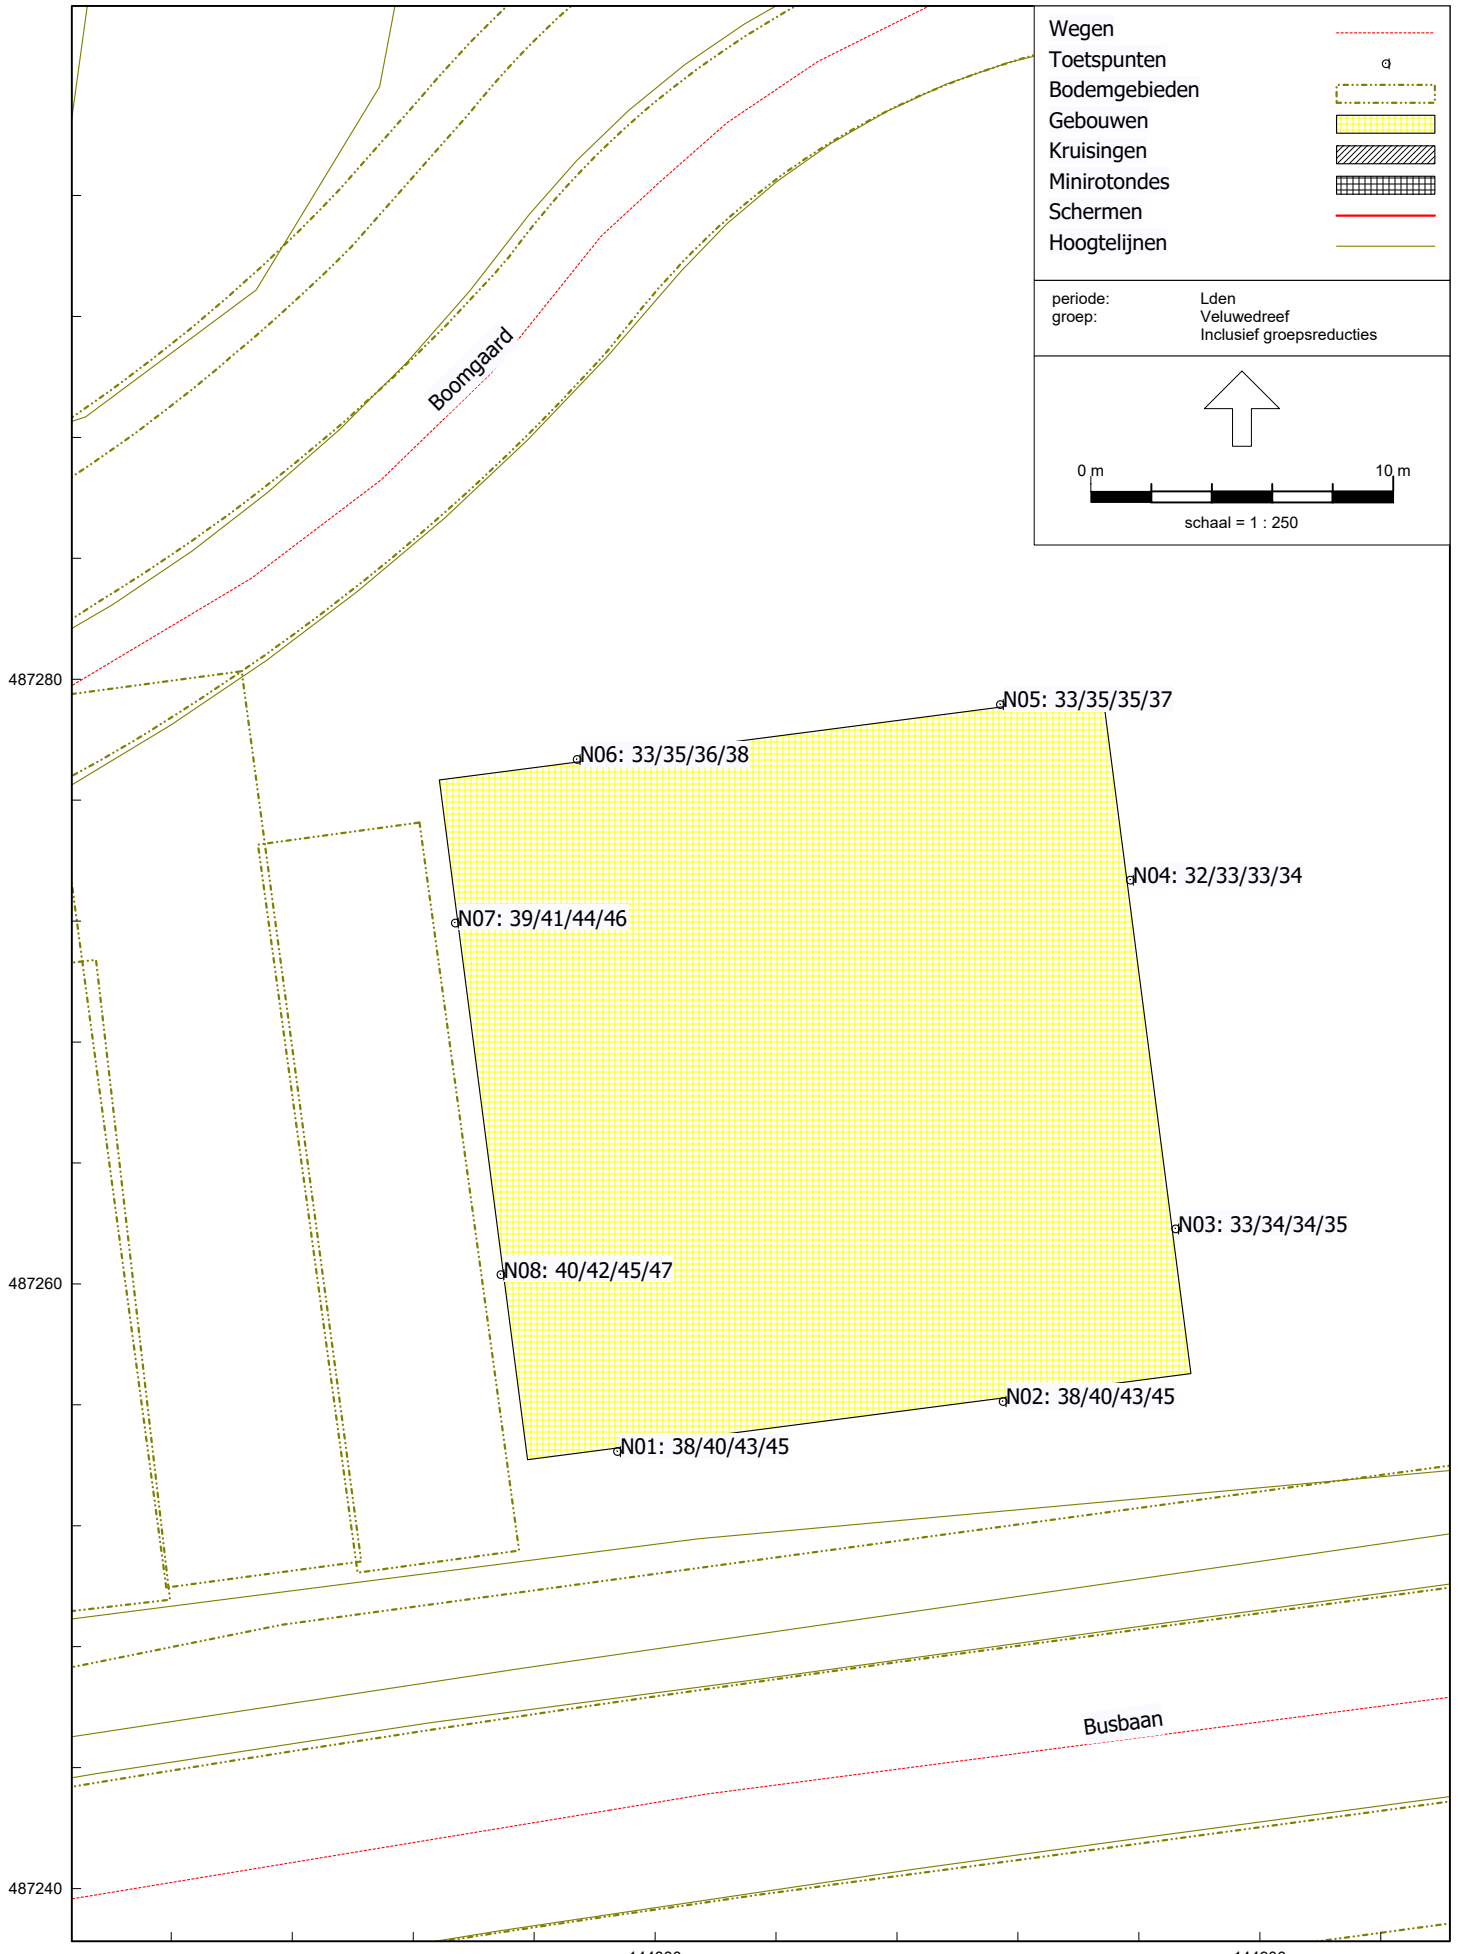 Wegen
Toetspunten
Bodemgebieden
Gebouwen
Kruisingen
Minirotondes
Schermen
Hoogtelijnen
periode: Lden
groep: Veluwedreef
Inclusief groepsreducties
0 m 10 m
schaal = 1 : 250
Boomgaard
487280
N05: 33/35/35/37
N06: 33/35/36/38
N04: 32/33/33/34
N07: 39/41/44/46
N03: 33/34/34/35
N08: 40/42/45/47
487260
N02: 38/40/43/45
N01: 38/40/43/45
Busbaan
487240